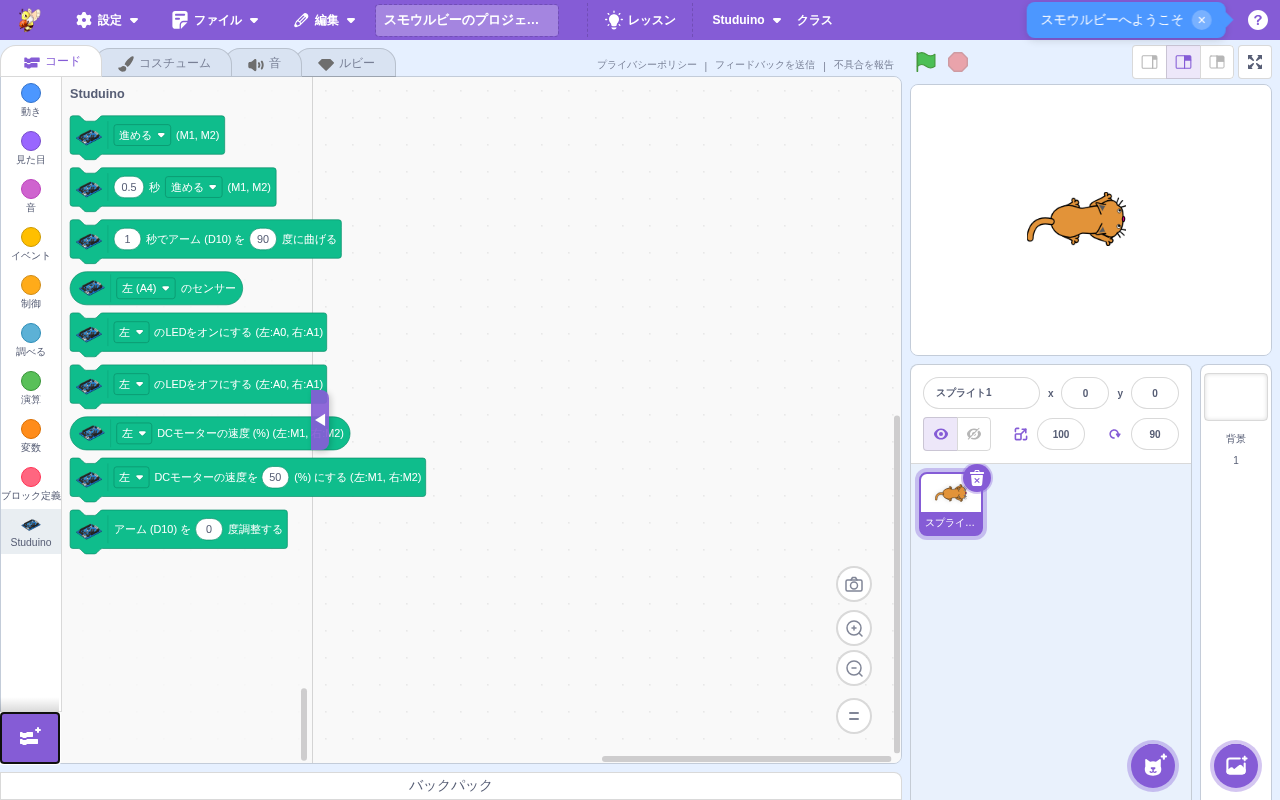 設定
ファイル
編集
スモウルビーのプロジェ…
レッスン
Studuino
クラス
スモウルビーへようこそ
コード
コスチューム
音
ルビー
プライバシーポリシー | フィードバックを送信 | 不具合を報告
動き
見た目
音
イベント
制御
調べる
演算
変数
ブロック定義
Studuino
Studuino
進める (M1, M2)
0.5 秒 進める (M1, M2)
1 秒でアーム (D10) を 90 度に曲げる
左 (A4) のセンサー
左 のLEDをオンにする (左:A0, 右:A1)
左 のLEDをオフにする (左:A0, 右:A1)
左 DCモーターの速度 (%) (左:M1, 右:M2)
左 DCモーターの速度を 50 (%) にする (左:M1, 右:M2)
アーム (D10) を 0 度調整する
スプライト1
x 0
y 0
100
90
スプライ…
背景
1
バックパック